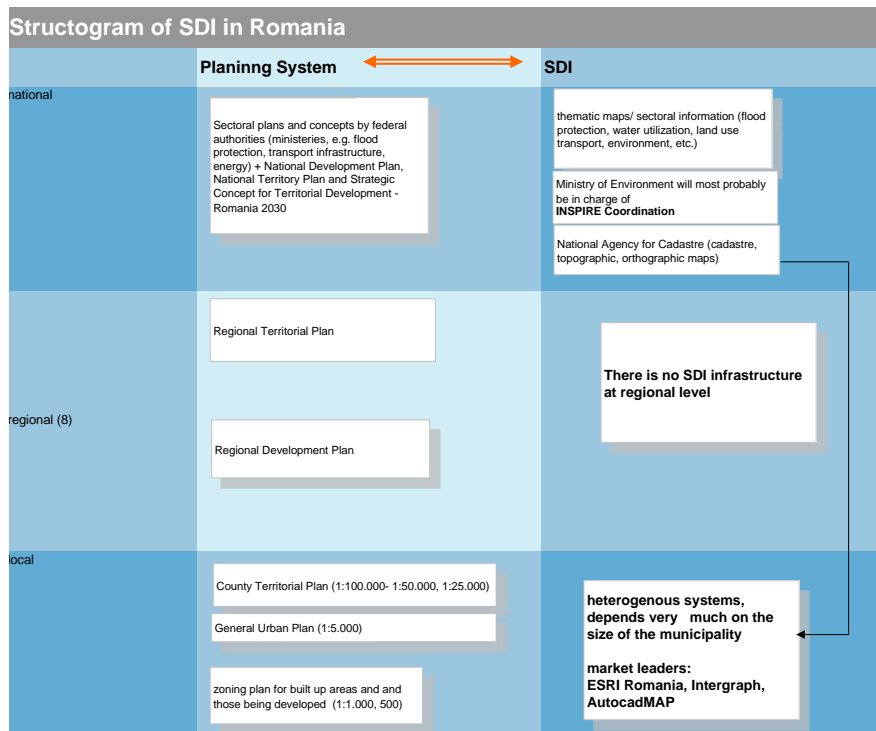 Structogram of SDI in Romania
Planinng System
SDI
national
Sectoral plans and concepts by federal
authorities (ministeries, e.g. flood
protection, transport infrastructure,
energy) + National Development Plan,
National Territory Plan and Strategic
Concept for Territorial Development -
Romania 2030
thematic maps/ sectoral information (flood
protection, water utilization, land use
transport, environment, etc.)
Ministry of Environment will most probably
be in charge of
INSPIRE Coordination
National Agency for Cadastre (cadastre,
topographic, orthographic maps)
regional (8)
Regional Territorial Plan
Regional Development Plan
There is no SDI infrastructure
at regional level
local
County Territorial Plan (1:100.000- 1:50.000, 1:25.000)
General Urban Plan (1:5.000)
zoning plan for built up areas and and
those being developed (1:1.000, 500)
heterogenous systems,
depends very much on the
size of the municipality
market leaders:
ESRI Romania, Intergraph,
AutocadMAP